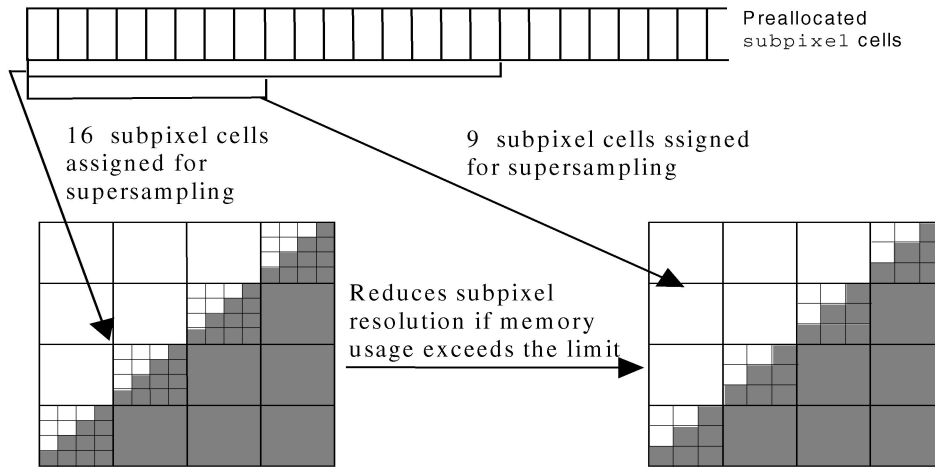 Preallocated
subpixel cells
16 subpixel cells
assigned for
supersampling
9 subpixel cells ssigned
for supersampling
Reduces subpixel
resolution if memory
usage exceeds the limit